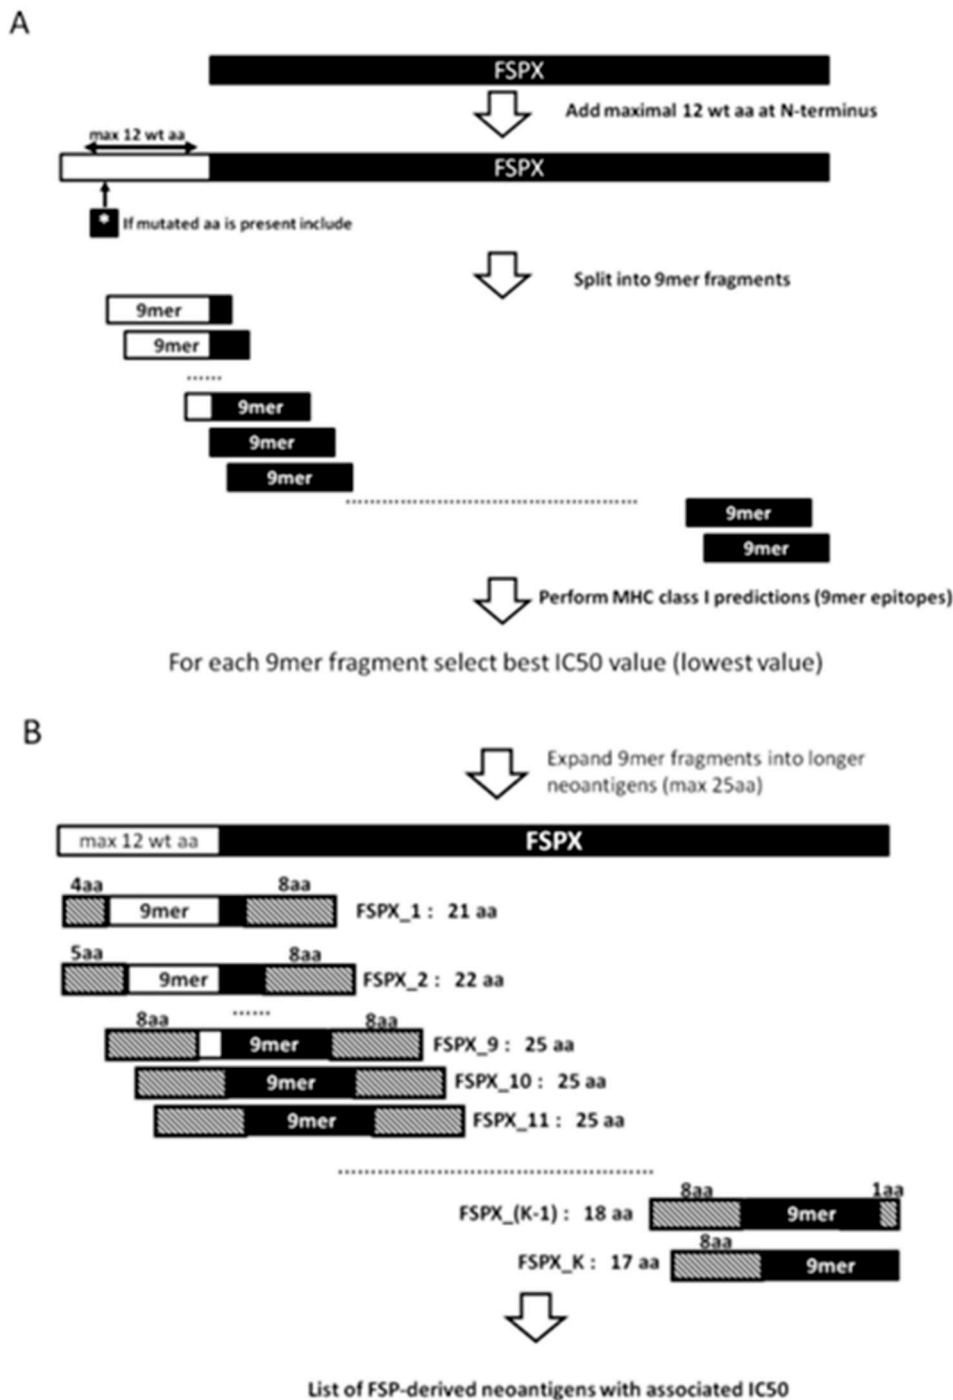 A
FSPX
Add maximal 12 wt aa at N-terminus
max 12 wt aa
FSPX
* If mutated aa is present include
Split into 9mer fragments
9mer
9mer
......
9mer
9mer
9mer
9mer
9mer
Perform MHC class I predictions (9mer epitopes)
For each 9mer fragment select best IC50 value (lowest value)
B
Expand 9mer fragments into longer
neoantigens (max 25aa)
max 12 wt aa FSPX
4aa 8aa
9mer FSPX_1 : 21 aa
5aa 8aa
9mer FSPX_2 : 22 aa
......
8aa 8aa
9mer FSPX_9 : 25 aa
9mer FSPX_10 : 25 aa
9mer FSPX_11 : 25 aa
8aa 1aa
FSPX_(K-1) : 18 aa 9mer
8aa
FSPX_K : 17 aa 9mer
List of FSP-derived neoantigens with associated IC50